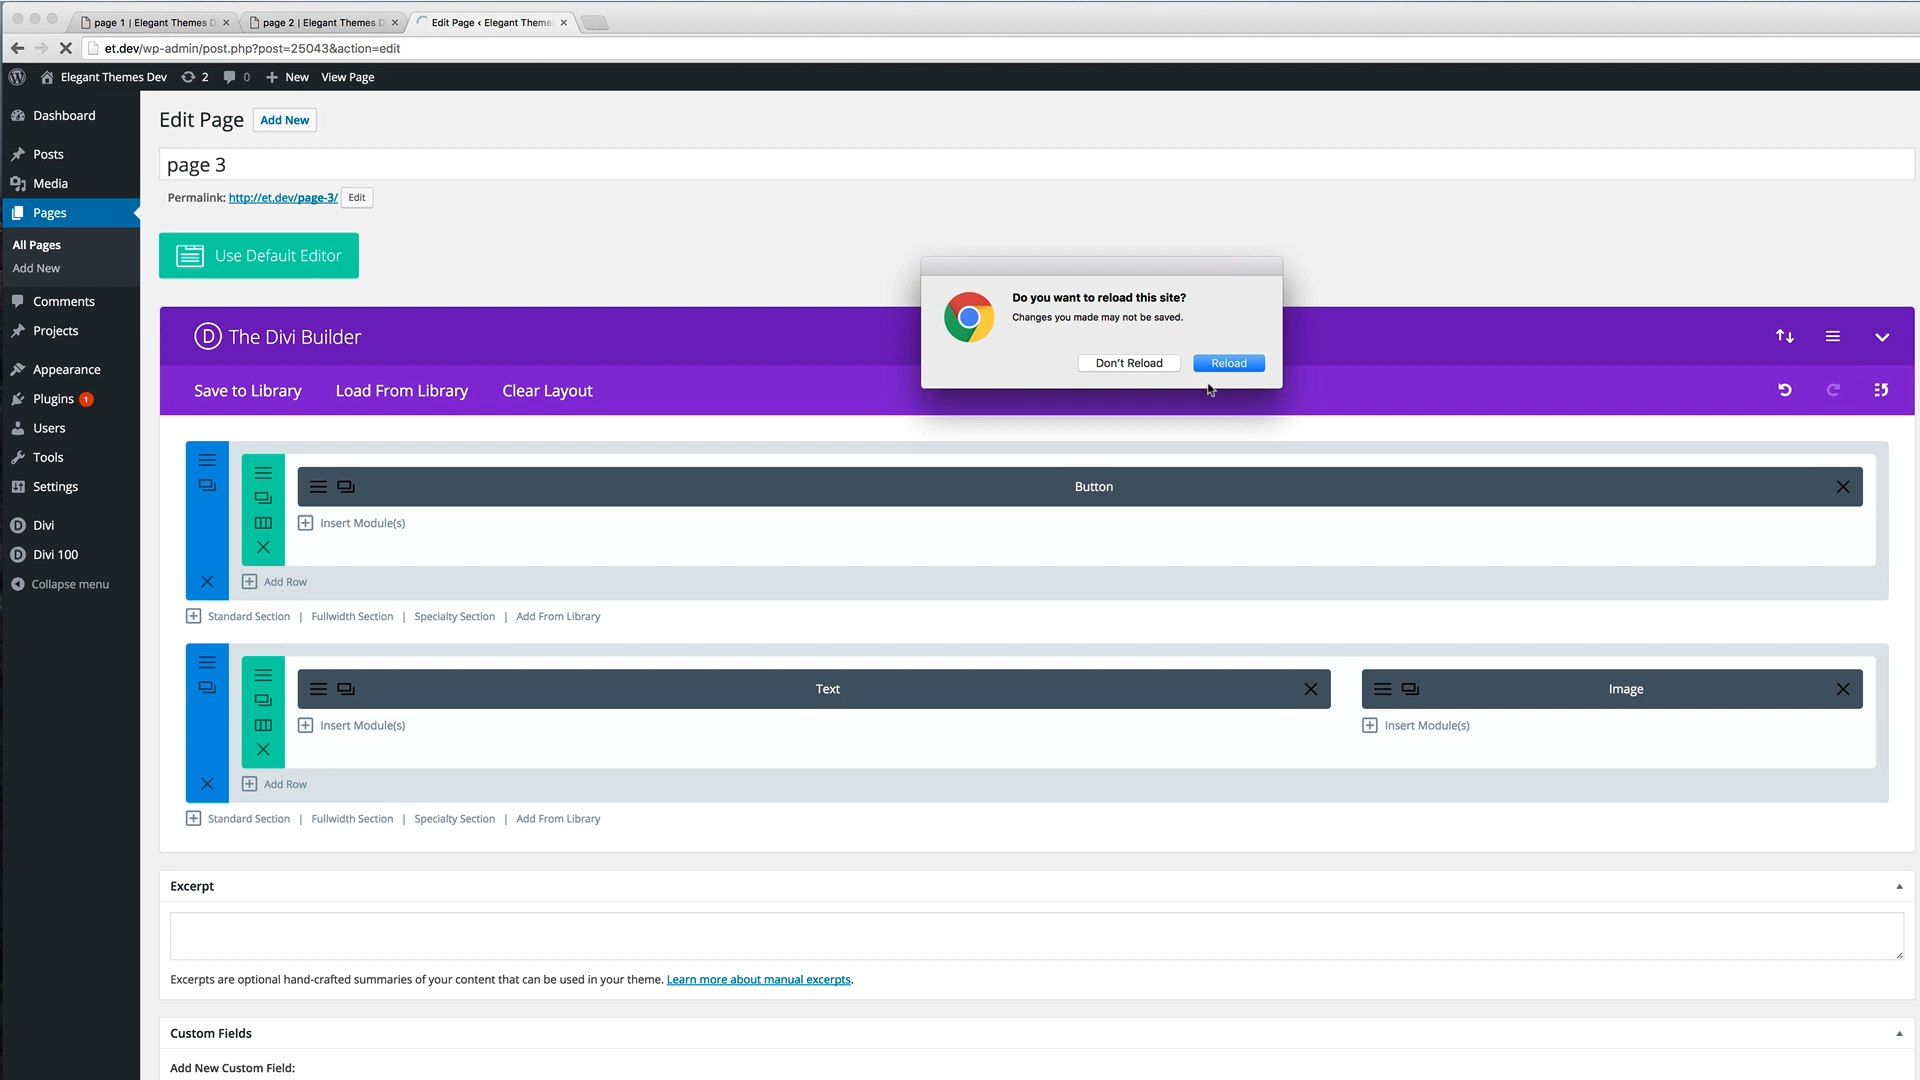 page 1 | Elegant Themes D
page 2 | Elegant Themes D
Edit Page ‹ Elegant Theme
et.dev/wp-admin/post.php?post=25043&action=edit
Elegant Themes Dev 2 0 New View Page
Dashboard
Posts
Media
Pages
All Pages
Add New
Comments
Projects
Appearance
Plugins 1
Users
Tools
Settings
Divi
Divi 100
Collapse menu
Edit Page Add New
page 3
Permalink: http://et.dev/page-3/ Edit
Use Default Editor
Do you want to reload this site?
Changes you made may not be saved.
Don't Reload Reload
D The Divi Builder
Save to Library Load From Library Clear Layout
Button
Insert Module(s)
Add Row
Standard Section | Fullwidth Section | Specialty Section | Add From Library
Text Image
Insert Module(s) Insert Module(s)
Add Row
Standard Section | Fullwidth Section | Specialty Section | Add From Library
Excerpt
Excerpts are optional hand-crafted summaries of your content that can be used in your theme. Learn more about manual excerpts.
Custom Fields
Add New Custom Field: